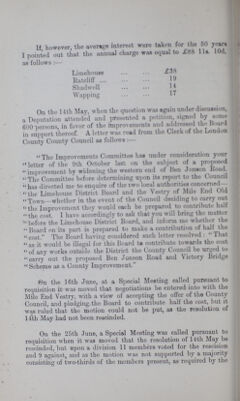 If, however, the average interest were taken for the 30 years
I pointed out that the annual charge was equal to £88 11s. 10d.
as follows :—
Limehouse ... ... £38
Ratcliff ... ... ... 19
Shadwell ... ... 14
Wapping ... ... 17
On the 14th May, when the question was again under discussion,
a Deputation attended and presented a petition, signed by some
600 persons, in favor of the improvements and addressed the Board
in support thereof. A letter was read from the Clerk of the London
County County Council as follows :—
"The Improvements Committee has under consideration your
"letter of the 9th October last on the subject of a proposed
"improvement by widening the western end of Ben Jonson Road.
"The Committee before determining upon its report to the Council
"has directed me to enquire of the two local authorities concerned—
"the Limehouse District Board and the Vestry of Mile End Old
"Town—whether in the event of the Council deciding to carry out
"the Improvement they would each be prepared to contribute half
"the cost. I have accordingly to ask that you will bring the matter
"before the Limehouse District Board, and inform me whether the
"Board on its part is prepared to make a contribution of half the
"cost." The Board having considered each letter resolved: "That
"as it would be illegal for this Board to contribute towards the cost
"of any works outside the District the County Council be urged to
"carry out the proposed Ben Jonson Road and Victory Bridge
"Scheme as a County Improvement."
On the 16th June, at a Special Meeting called pursuant to
requisition it was moved that negotiations be entered into with the
Mile End Vestry, with a view of accepting the offer of the County
Council, and pledging the Board to contribute half the cost, but it
was ruled that the motion could not be put, as the resolution of
14th May had not been rescinded.
On the 25th June, a Special Meeting was called pursuant to
requisition when it was moved that the resolution of 14th May be
rescinded, but upon a division 11 members voted for the rescision
and 9 against, and as the motion was not supported by a majority
consisting of two-thirds of the members present, as required by the